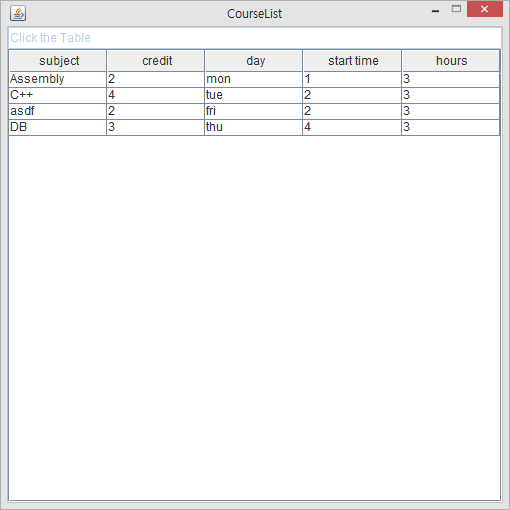 CourseList
Click the Table
subject credit day start time hours
Assembly 2 mon 1 3
C++ 4 tue 2 3
asdf 2 fri 2 3
DB 3 thu 4 3